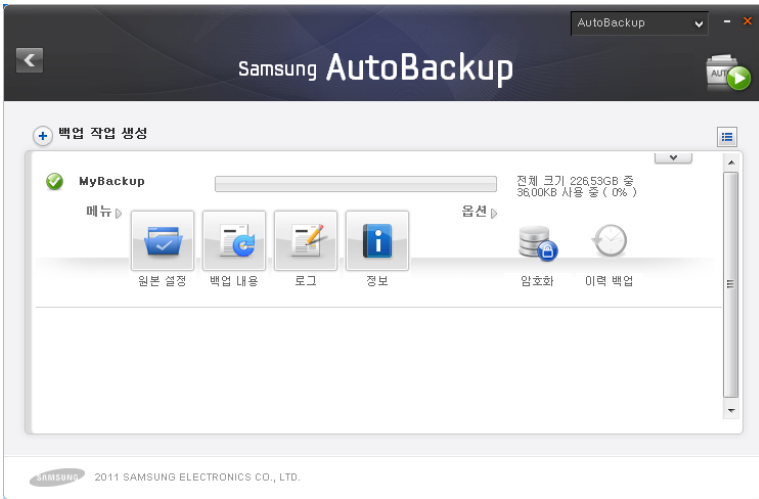 AutoBackup
Samsung AutoBackup
AUTO
백업 작업 생성
MyBackup
전체 크기 226,53GB 중
36,00KB 사용 중 ( 0% )
메뉴
옵션
원본 설정
백업 내용
로그
정보
암호화
이력 백업
SAMSUNG
2011 SAMSUNG ELECTRONICS CO., LTD.